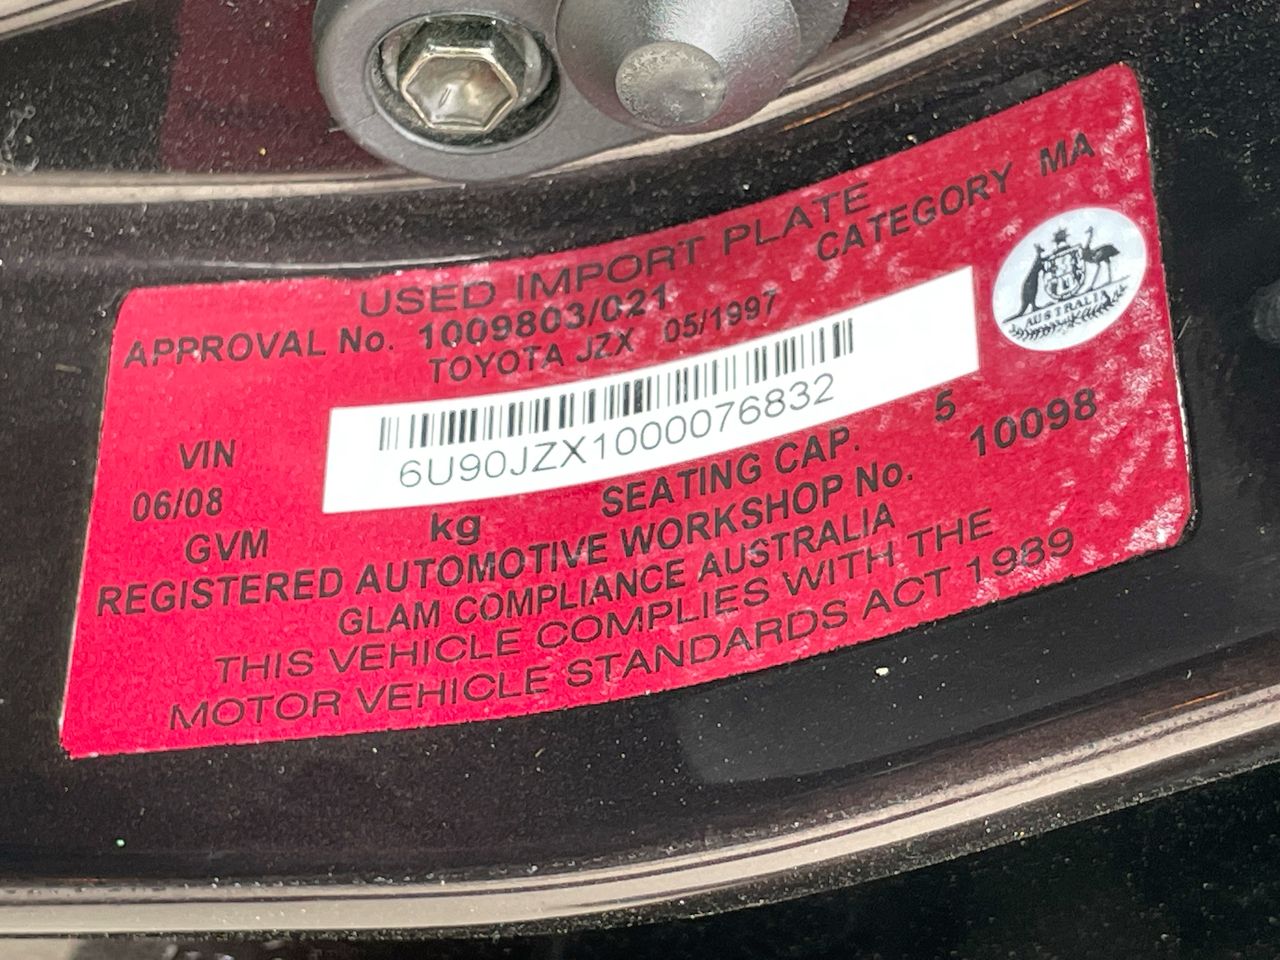 USED IMPORT PLATE
APPROVAL No. 1009803/021 CATEGORY MA
TOYOTA JZX 05/1997
AUSTRALIA
VIN 6U90JZX1000076832
06/08
GVM kg SEATING CAP. 5
REGISTERED AUTOMOTIVE WORKSHOP No. 10098
GLAM COMPLIANCE AUSTRALIA
THIS VEHICLE COMPLIES WITH THE
MOTOR VEHICLE STANDARDS ACT 1989